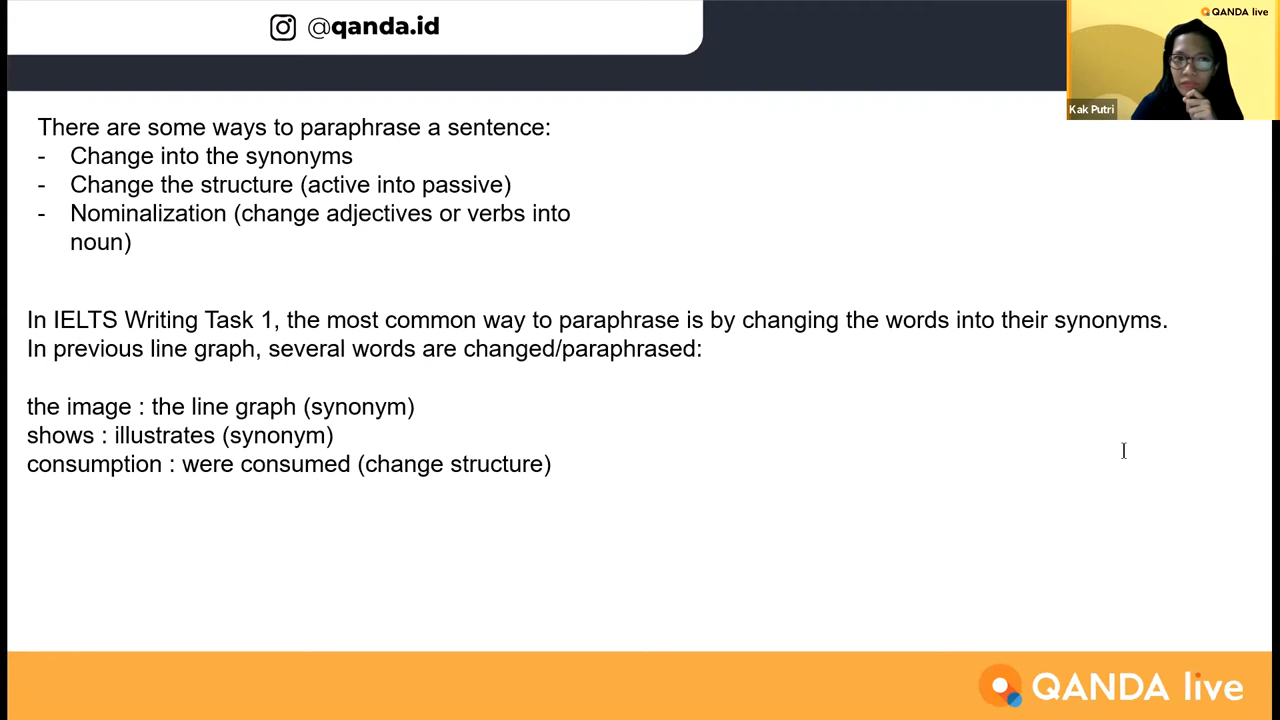 @qanda.id
QANDA live
Kak Putri
There are some ways to paraphrase a sentence:
- Change into the synonyms
- Change the structure (active into passive)
- Nominalization (change adjectives or verbs into
noun)
In IELTS Writing Task 1, the most common way to paraphrase is by changing the words into their synonyms.
In previous line graph, several words are changed/paraphrased:
the image : the line graph (synonym)
shows : illustrates (synonym)
consumption : were consumed (change structure)
QANDA live